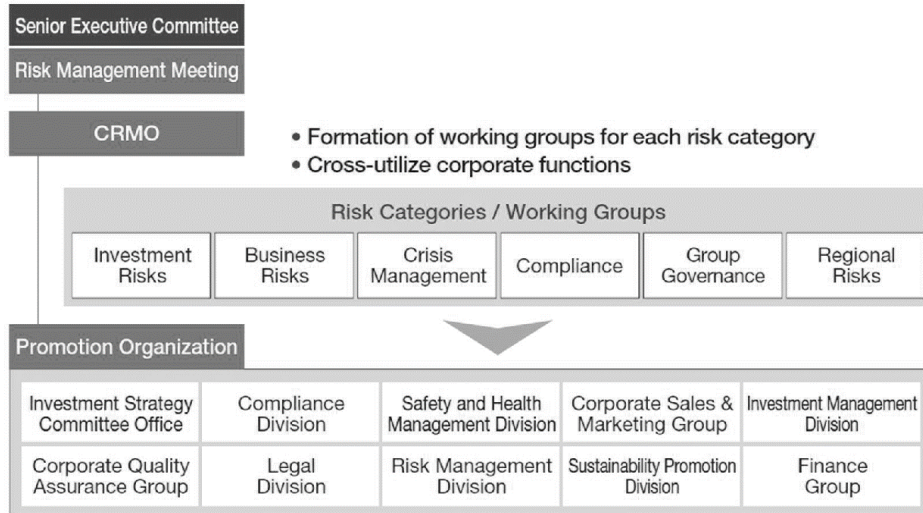 Senior Executive Committee
Risk Management Meeting
CRMO
• Formation of working groups for each risk category
• Cross-utilize corporate functions
Risk Categories / Working Groups
Investment
Risks
Business
Risks
Crisis
Management
Compliance
Group
Governance
Regional
Risks
Promotion Organization
Investment Strategy
Committee Office
Compliance
Division
Safety and Health
Management Division
Corporate Sales &
Marketing Group
Investment Management
Division
Corporate Quality
Assurance Group
Legal
Division
Risk Management
Division
Sustainability Promotion
Division
Finance
Group